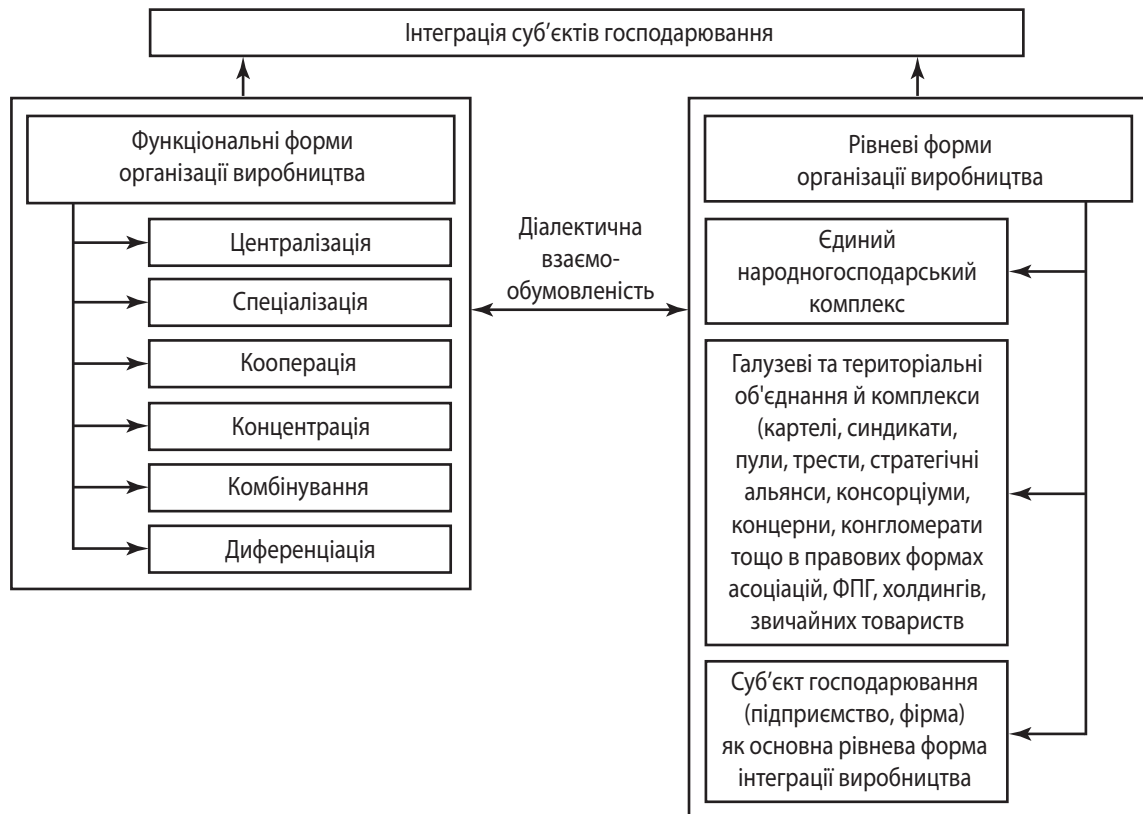 Інтеграція суб’єктів господарювання
Функціональні форми
організації виробництва
Централізація
Спеціалізація
Кооперація
Концентрація
Комбінування
Диференціація
Діалектична
взаємо-
обумовленість
Рівневі форми
організації виробництва
Єдиний
народногосподарський
комплекс
Галузеві та територіальні
об'єднання й комплекси
(картелі, синдикати,
пули, трести, стратегічні
альянси, консорціуми,
концерни, конгломерати
тощо в правових формах
асоціацій, ФПГ, холдингів,
звичайних товариств
Суб’єкт господарювання
(підприємство, фірма)
як основна рівнева форма
інтеграції виробництва